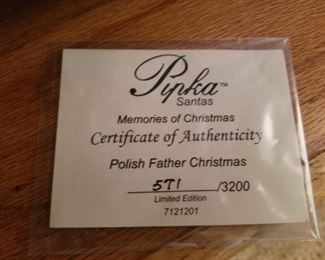 Pipka™
Santas
Memories of Christmas
Certificate of Authenticity
Polish Father Christmas
571/3200
Limited Edition
7121201